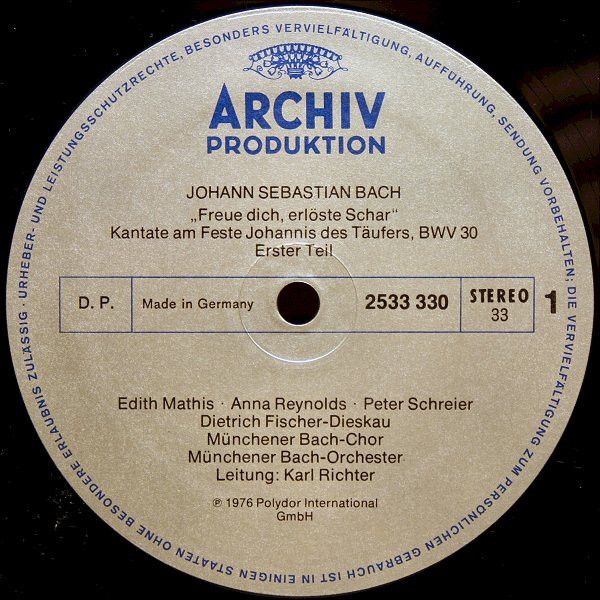 URHEBER- UND LEISTUNGSSCHUTZRECHTE, BESONDERS VERVIELFÄLTIGUNG, AUFFÜHRUNG, SENDUNG VORBEHALTEN; DIE VERVIELFÄLTIGUNG ZUM PERSÖNLICHEN GEBRAUCH IST IN EINIGEN STAATEN OHNE BESONDERE ERLAUBNIS ZULÄSSIG ·
ARCHIV
PRODUKTION
JOHANN SEBASTIAN BACH
„Freue dich, erlöste Schar“
Kantate am Feste Johannis des Täufers, BWV 30
Erster Teil
D. P. Made in Germany 2533 330 STEREO 1
33
Edith Mathis · Anna Reynolds · Peter Schreier
Dietrich Fischer-Dieskau
Münchener Bach-Chor
Münchener Bach-Orchester
Leitung: Karl Richter
℗ 1976 Polydor International
GmbH